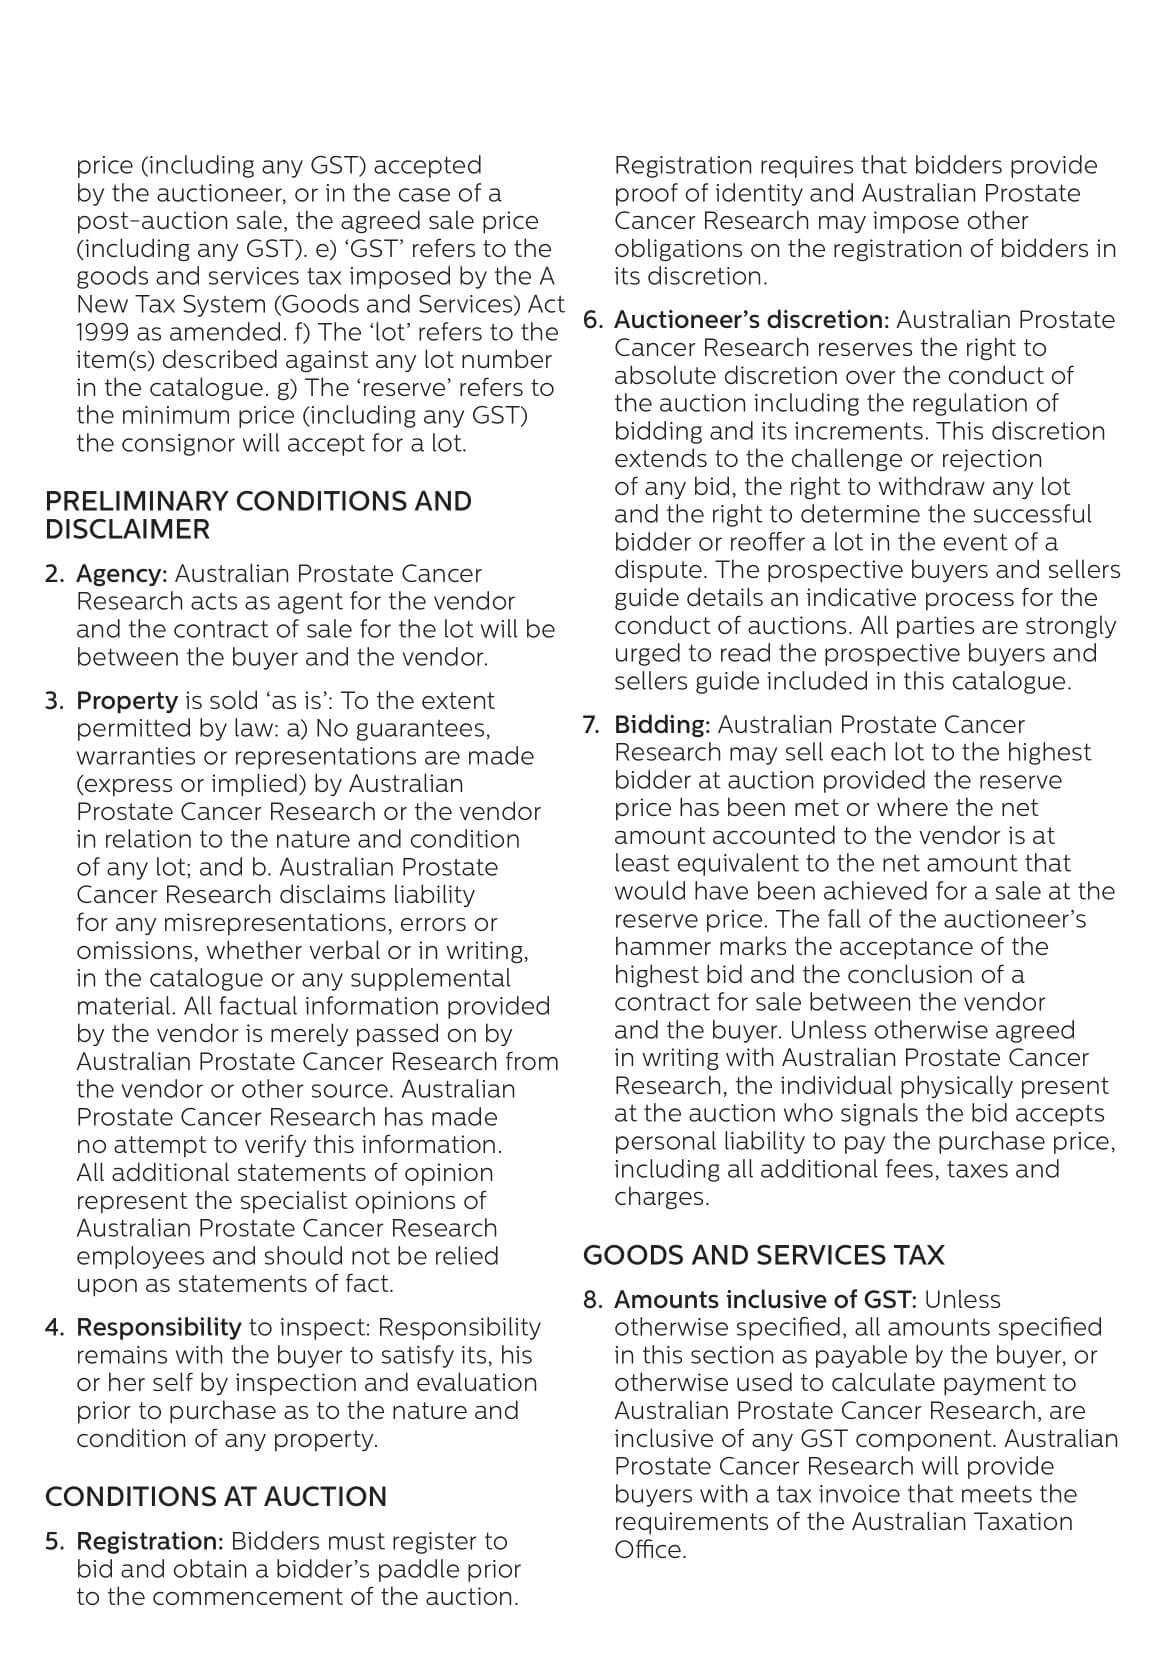 price (including any GST) accepted
by the auctioneer, or in the case of a
post-auction sale, the agreed sale price
(including any GST). e) ‘GST’ refers to the
goods and services tax imposed by the A
New Tax System (Goods and Services) Act
1999 as amended. f) The ‘lot’ refers to the
item(s) described against any lot number
in the catalogue. g) The ‘reserve’ refers to
the minimum price (including any GST)
the consignor will accept for a lot.
PRELIMINARY CONDITIONS AND
DISCLAIMER
2. Agency: Australian Prostate Cancer
Research acts as agent for the vendor
and the contract of sale for the lot will be
between the buyer and the vendor.
3. Property is sold ‘as is’: To the extent
permitted by law: a) No guarantees,
warranties or representations are made
(express or implied) by Australian
Prostate Cancer Research or the vendor
in relation to the nature and condition
of any lot; and b. Australian Prostate
Cancer Research disclaims liability
for any misrepresentations, errors or
omissions, whether verbal or in writing,
in the catalogue or any supplemental
material. All factual information provided
by the vendor is merely passed on by
Australian Prostate Cancer Research from
the vendor or other source. Australian
Prostate Cancer Research has made
no attempt to verify this information.
All additional statements of opinion
represent the specialist opinions of
Australian Prostate Cancer Research
employees and should not be relied
upon as statements of fact.
4. Responsibility to inspect: Responsibility
remains with the buyer to satisfy its, his
or her self by inspection and evaluation
prior to purchase as to the nature and
condition of any property.
CONDITIONS AT AUCTION
5. Registration: Bidders must register to
bid and obtain a bidder’s paddle prior
to the commencement of the auction.
Registration requires that bidders provide
proof of identity and Australian Prostate
Cancer Research may impose other
obligations on the registration of bidders in
its discretion.
6. Auctioneer’s discretion: Australian Prostate
Cancer Research reserves the right to
absolute discretion over the conduct of
the auction including the regulation of
bidding and its increments. This discretion
extends to the challenge or rejection
of any bid, the right to withdraw any lot
and the right to determine the successful
bidder or reoffer a lot in the event of a
dispute. The prospective buyers and sellers
guide details an indicative process for the
conduct of auctions. All parties are strongly
urged to read the prospective buyers and
sellers guide included in this catalogue.
7. Bidding: Australian Prostate Cancer
Research may sell each lot to the highest
bidder at auction provided the reserve
price has been met or where the net
amount accounted to the vendor is at
least equivalent to the net amount that
would have been achieved for a sale at the
reserve price. The fall of the auctioneer’s
hammer marks the acceptance of the
highest bid and the conclusion of a
contract for sale between the vendor
and the buyer. Unless otherwise agreed
in writing with Australian Prostate Cancer
Research, the individual physically present
at the auction who signals the bid accepts
personal liability to pay the purchase price,
including all additional fees, taxes and
charges.
GOODS AND SERVICES TAX
8. Amounts inclusive of GST: Unless
otherwise specified, all amounts specified
in this section as payable by the buyer, or
otherwise used to calculate payment to
Australian Prostate Cancer Research, are
inclusive of any GST component. Australian
Prostate Cancer Research will provide
buyers with a tax invoice that meets the
requirements of the Australian Taxation
Office.